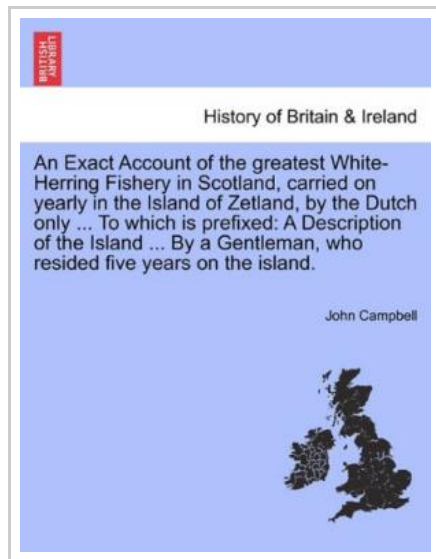 BRITISH
LIBRARY
History of Britain & Ireland
An Exact Account of the greatest White-
Herring Fishery in Scotland, carried on
yearly in the Island of Zetland, by the Dutch
only ... To which is prefixed: A Description
of the Island ... By a Gentleman, who
resided five years on the island.
John Campbell